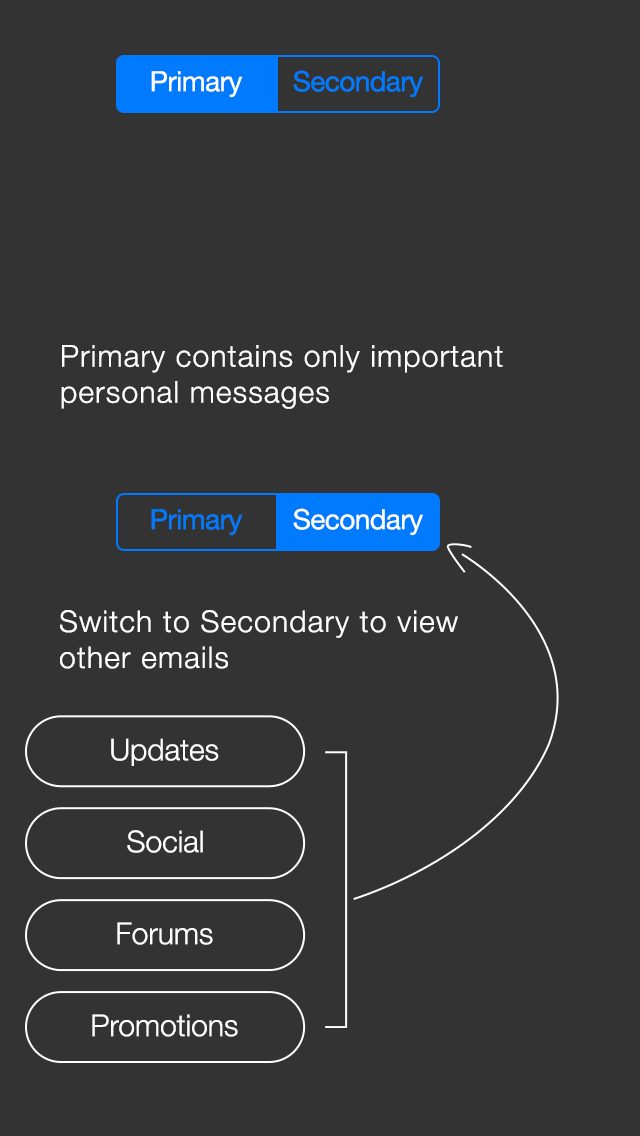 Primary Secondary
Primary contains only important
personal messages
Primary Secondary
Switch to Secondary to view
other emails
Updates
Social
Forums
Promotions